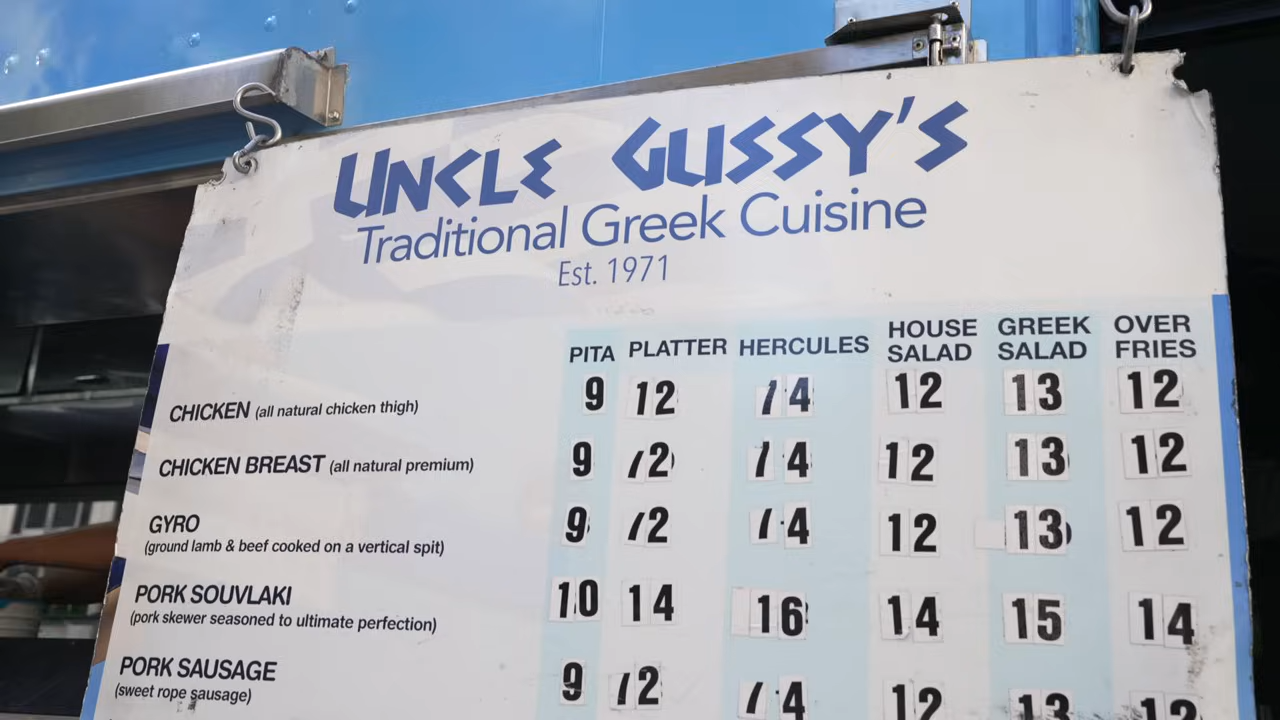 UNCLE GUSSY'S
Traditional Greek Cuisine
Est. 1971
PITA PLATTER HERCULES HOUSE SALAD GREEK SALAD OVER FRIES
CHICKEN (all natural chicken thigh) 9 12 14 12 13 12
CHICKEN BREAST (all natural premium) 9 12 14 12 13 12
GYRO 9 12 14 12 13 12
(ground lamb & beef cooked on a vertical spit)
PORK SOUVLAKI 10 14 16 14 15 14
(pork skewer seasoned to ultimate perfection)
PORK SAUSAGE 9 12 14 12 13 12
(sweet rope sausage)